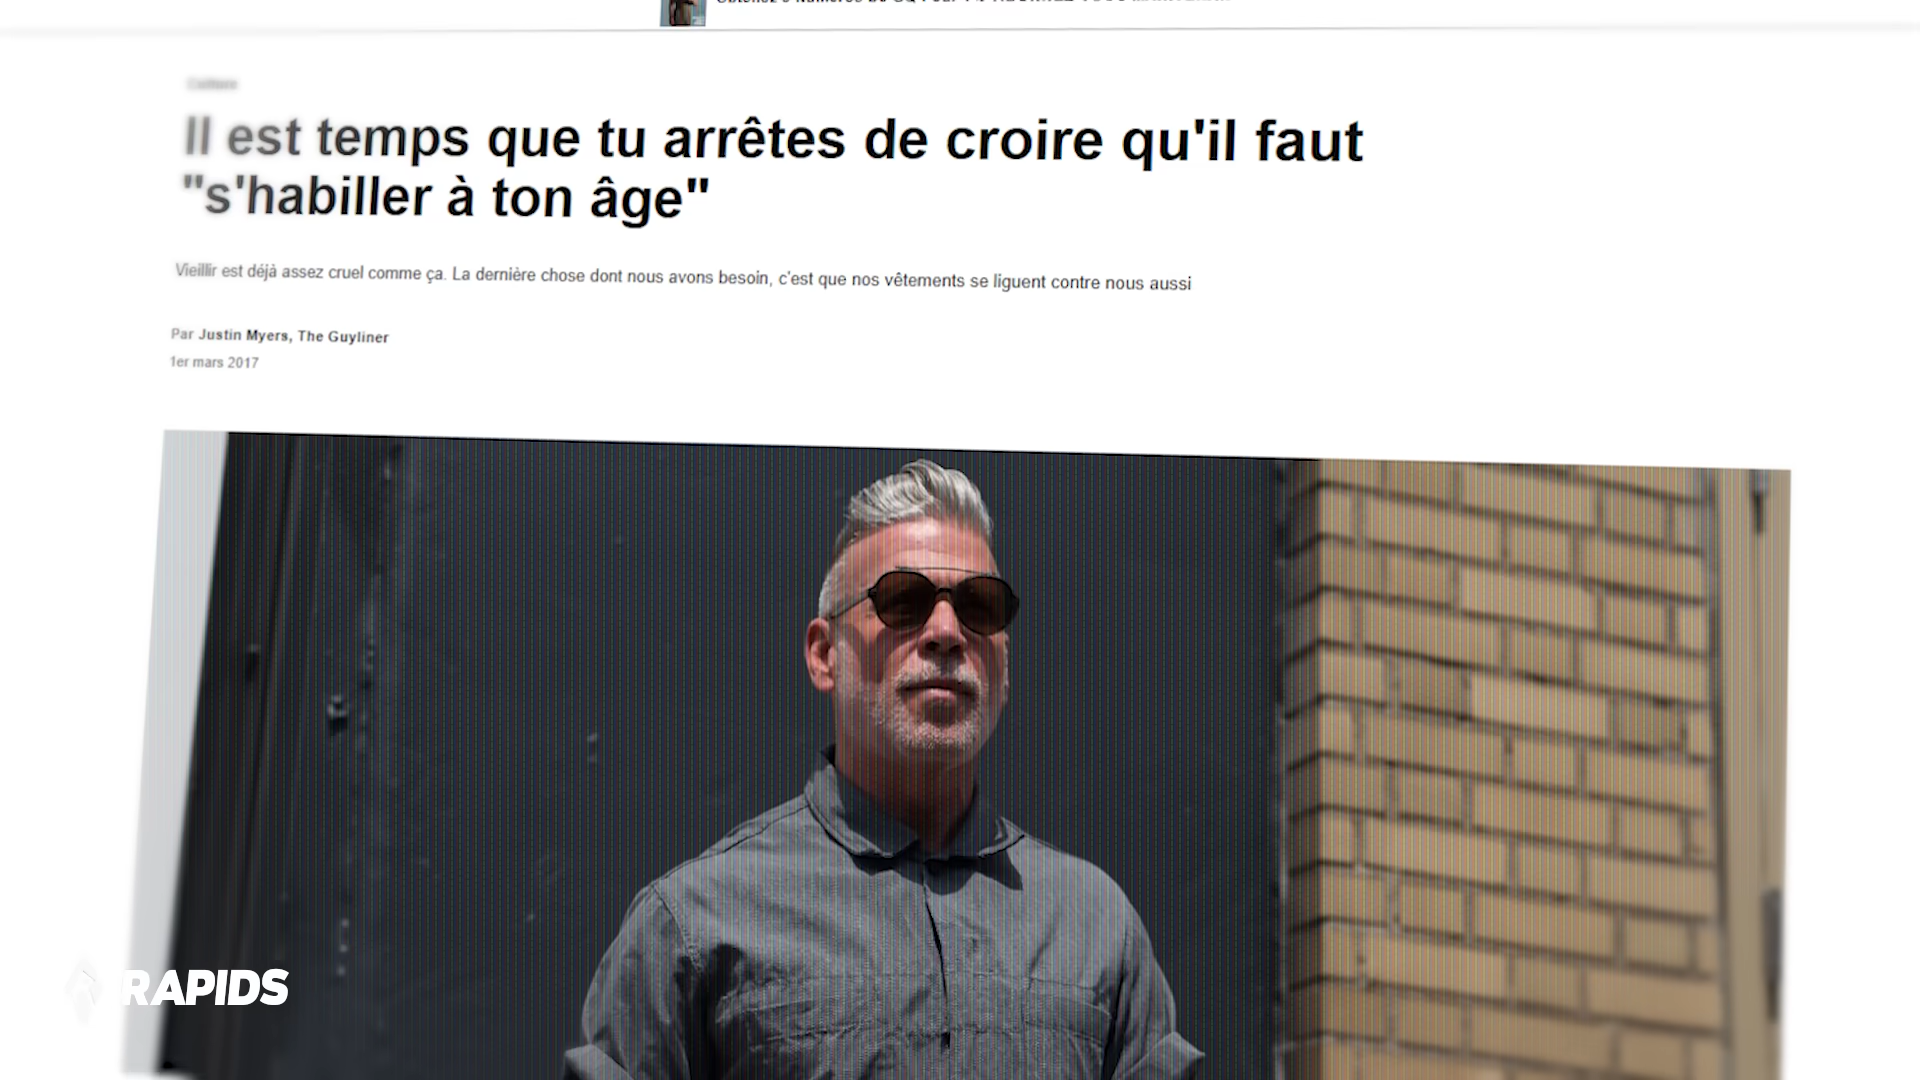 Culture
Il est temps que tu arrêtes de croire qu'il faut
"s'habiller à ton âge"
Vieillir est déjà assez cruel comme ça. La dernière chose dont nous avons besoin, c'est que nos vêtements se liguent contre nous aussi
Par Justin Myers, The Guyliner
1er mars 2017
RAPIDS